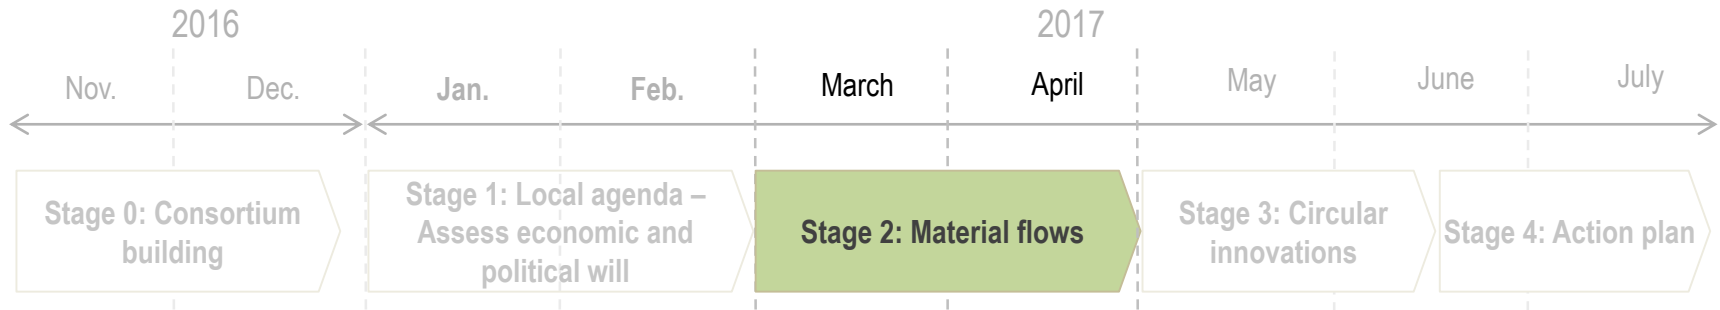 2016
2017
Nov.
Dec.
Jan.
Feb.
March
April
May
June
July
Stage 0: Consortium
building
Stage 1: Local agenda –
Assess economic and
political will
Stage 2: Material flows
Stage 3: Circular
innovations
Stage 4: Action plan